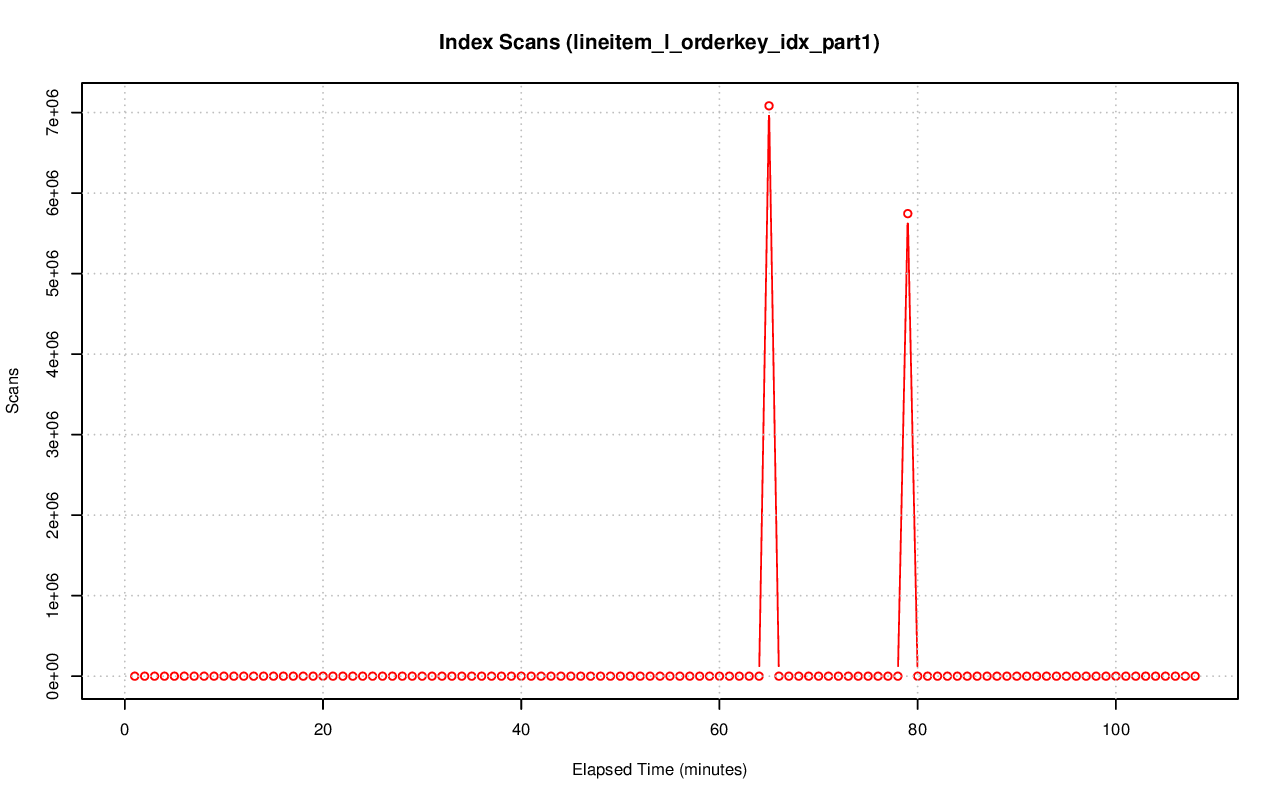 Index Scans (lineitem_l_orderkey_idx_part1)
7e+06
6e+06
5e+06
4e+06
3e+06
2e+06
1e+06
0e+00
Scans
0 20 40 60 80 100
Elapsed Time (minutes)